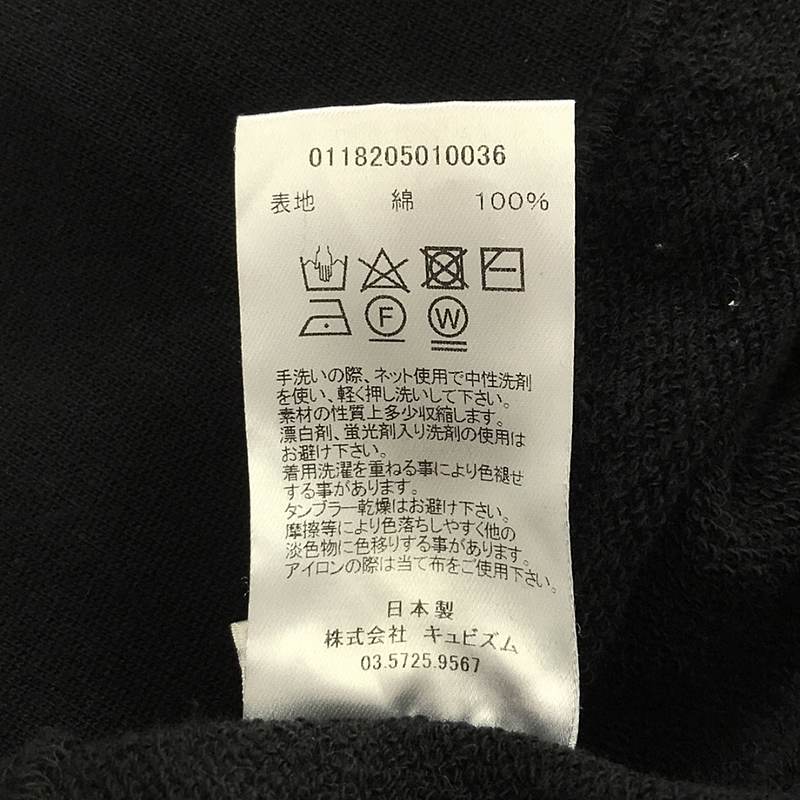 0118205010036
表地 綿 100%
F W
手洗いの際、ネット使用で中性洗剤
を使い、軽く押し洗いして下さい。
素材の性質上多少収縮します。
漂白剤、蛍光剤入り洗剤の使用は
お避け下さい。
着用洗濯を重ねる事により色褪せ
する事があります。
タンブラー乾燥はお避け下さい。
摩擦等により色落ちしやすく他の
淡色物に色移りする事があります。
アイロンの際は当て布をご使用下さい。
日本製
株式会社 キュビズム
03.5725.9567